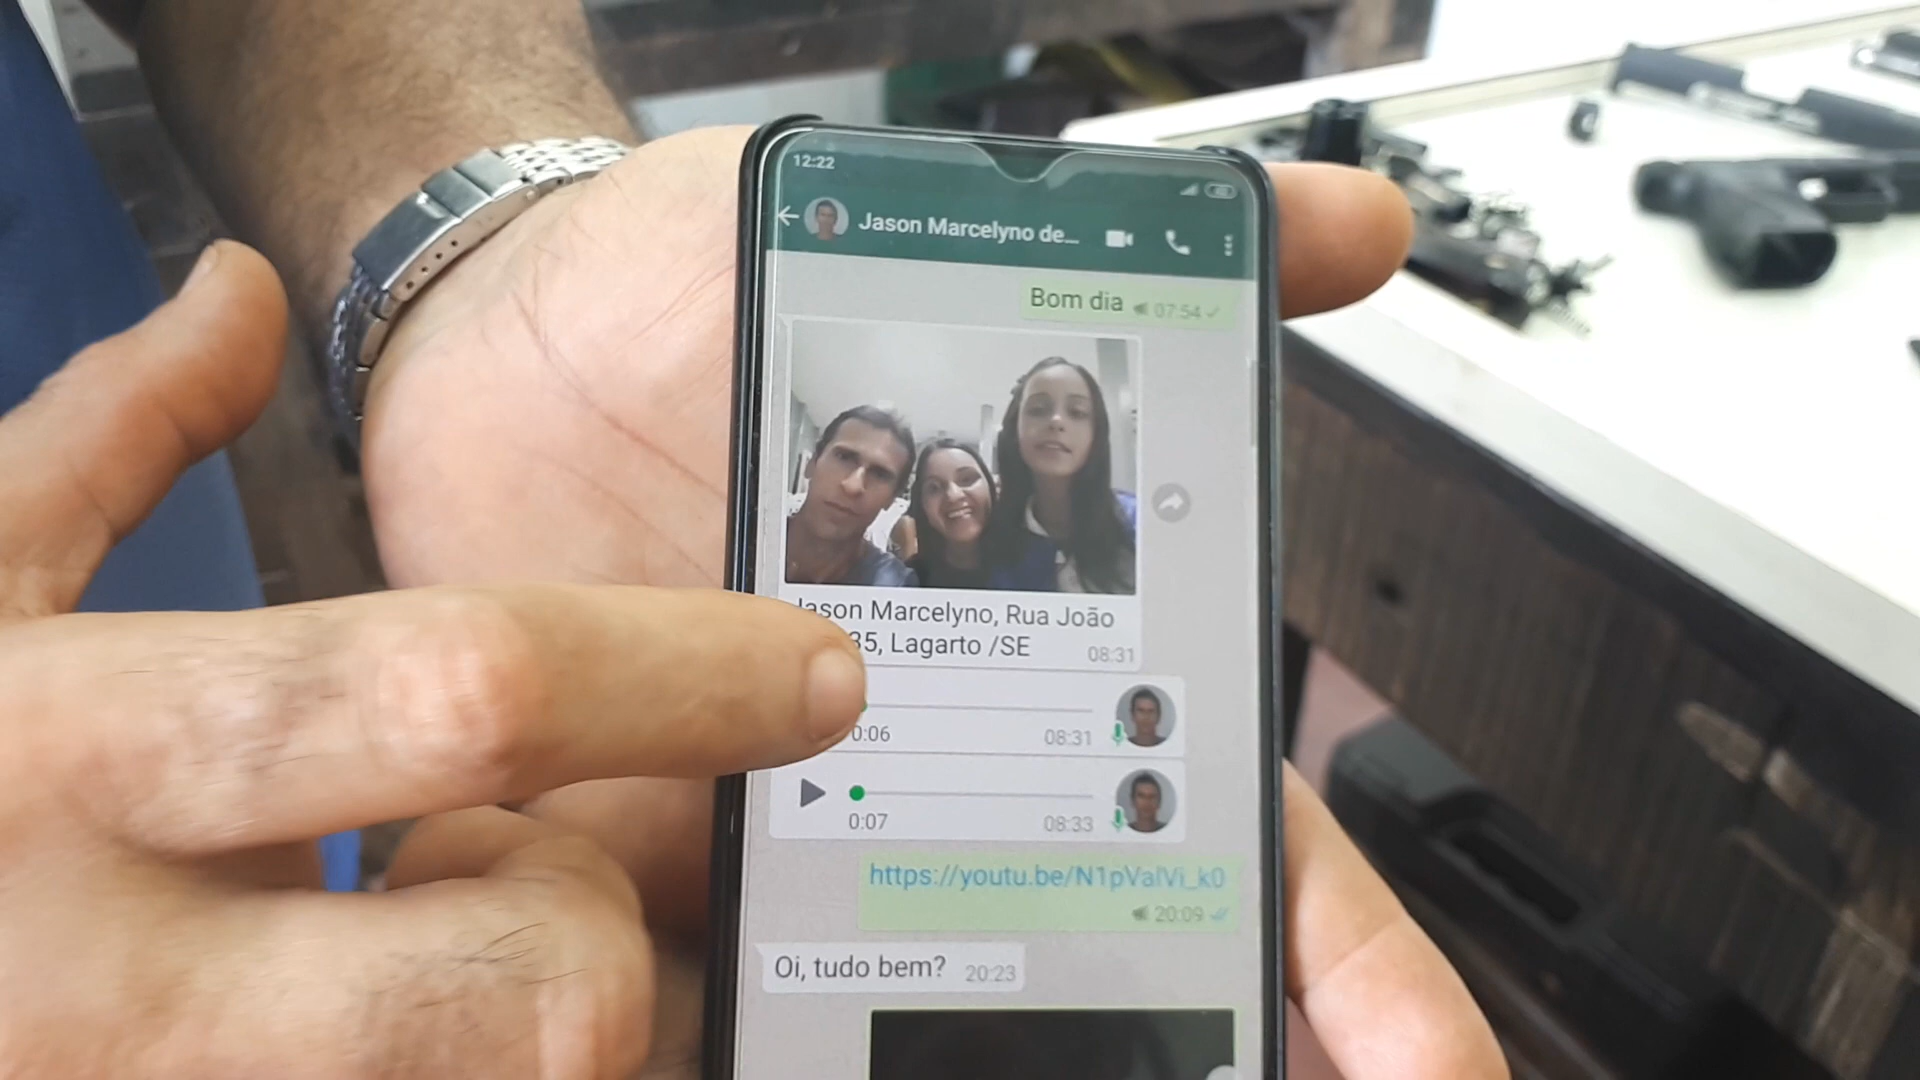 12:22
Jason Marcelyno de...
Bom dia 07:54
Jason Marcelyno, Rua João
35, Lagarto /SE 08:31
0:06 08:31
0:07 08:33
https://youtu.be/N1pValVi_k0
20:09
Oi, tudo bem? 20:23